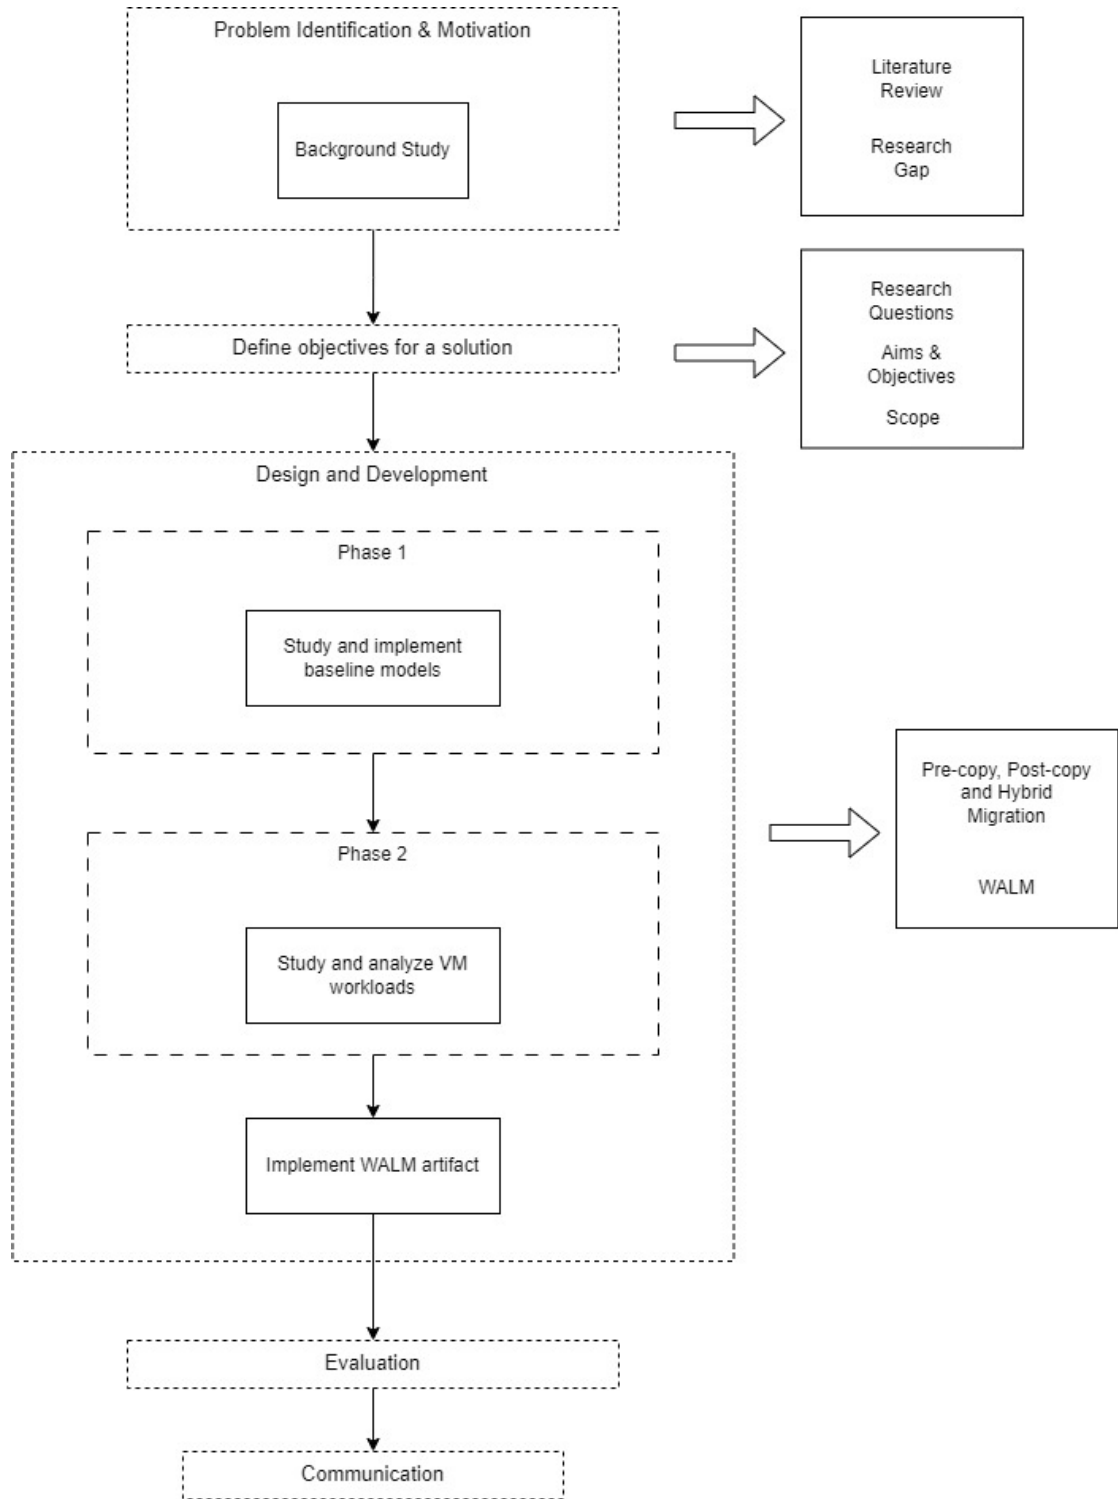 Problem Identification & Motivation
Background Study
Literature
Review
Research
Gap
Define objectives for a solution
Research
Questions
Aims &
Objectives
Scope
Design and Development
Phase 1
Study and implement
baseline models
Phase 2
Study and analyze VM
workloads
Implement WALM artifact
Pre-copy, Post-copy
and Hybrid
Migration
WALM
Evaluation
Communication